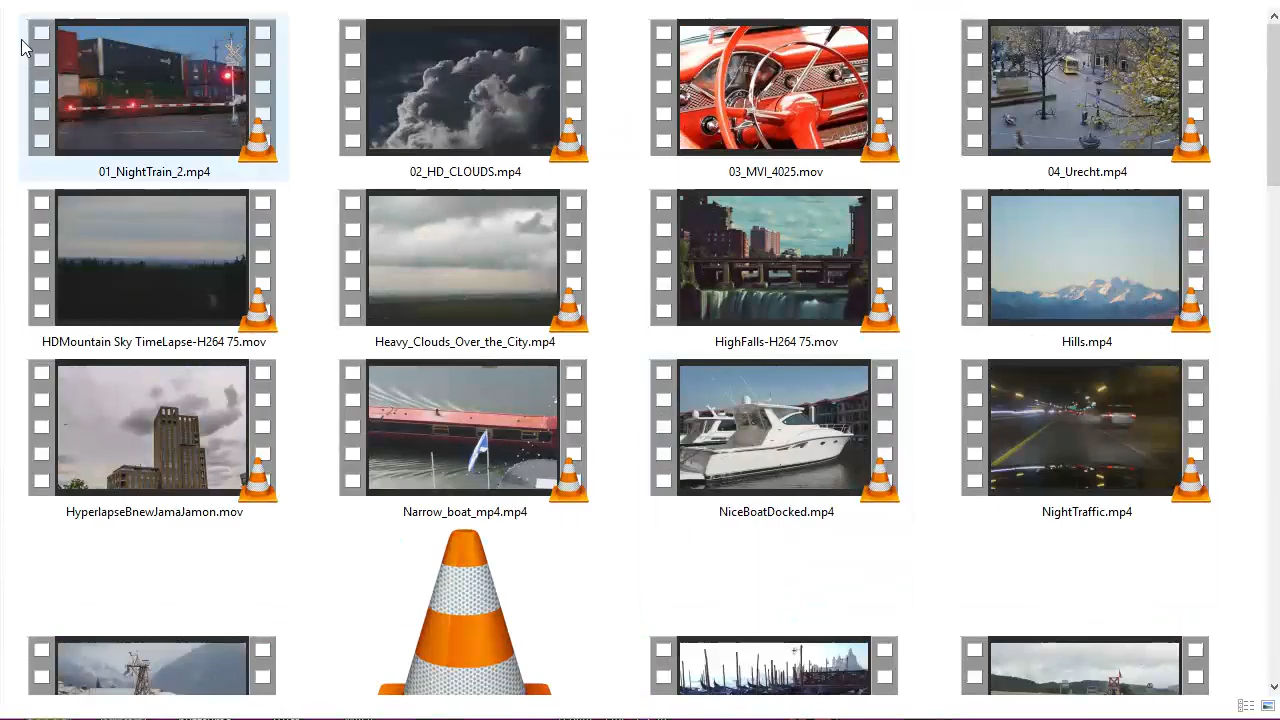 01_NightTrain_2.mp4
02_HD_CLOUDS.mp4
03_MVI_4025.mov
04_Urecht.mp4
HDMountain Sky TimeLapse-H264 75.mov
Heavy_Clouds_Over_the_City.mp4
HighFalls-H264 75.mp4
Hills.mp4
HyperlapseBnewJamaJamon.mov
Narrow_boat_mp4.mp4
NiceBoatDocked.mp4
NightTraffic.mp4